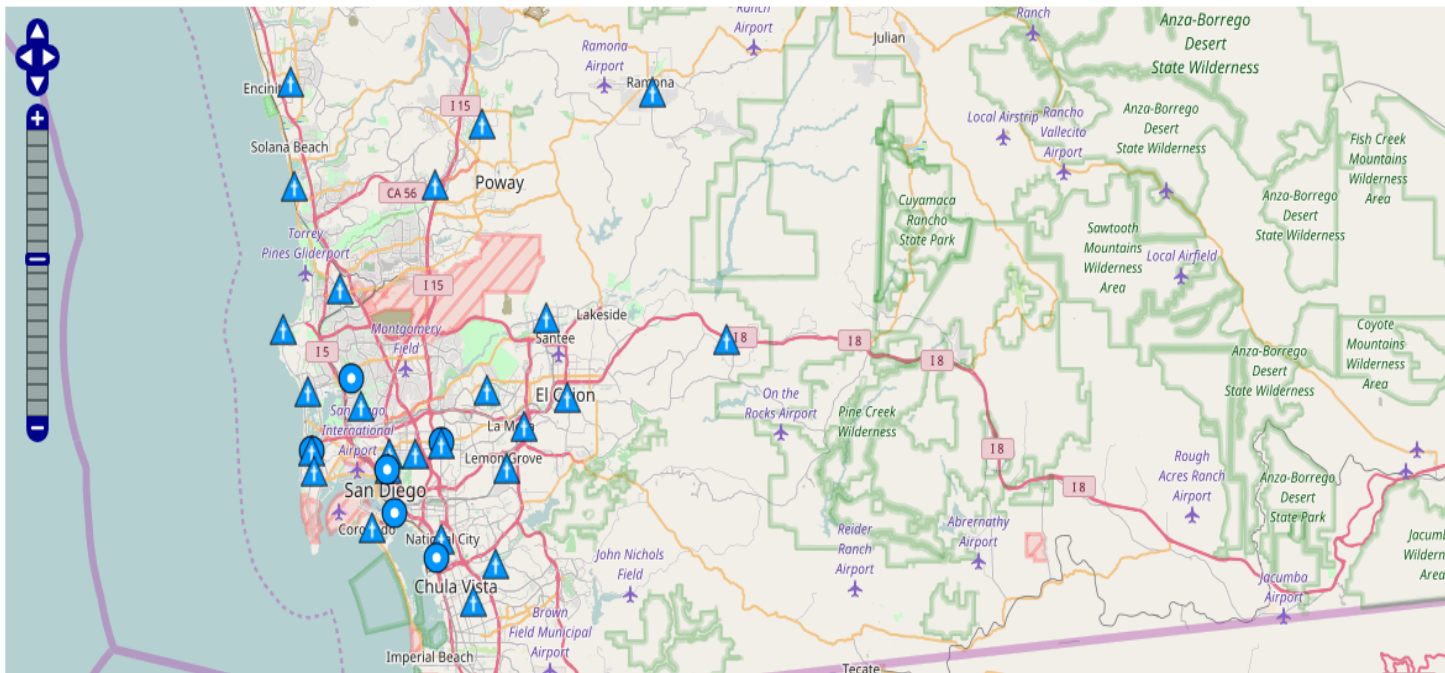 Ranch
Airport
Ranch
Julian
Anza-Borrego
Desert
State Wilderness
Ramona
Airport
Ramona
Encini
I 15
Solana Beach
Local Airstrip
Rancho
Vallecito
Airport
Anza-Borrego
Desert
State Wilderness
Fish Creek
Mountains
Wilderness
Area
CA 56
Poway
Cuyamaca
Rancho
State Park
Anza-Borrego
Desert
State Wilderness
Torrey
Pines Gliderport
Sawtooth
Mountains
Wilderness
Area
Local Airfield
I 15
Lakeside
Montgomery
Field
Santee
I 8
I 8
I 8
I 5
Coyote
Mountains
Wilderness
Area
Anza-Borrego
Desert
State Wilderness
El Cajon
On the
Rocks Airport
Pine Creek
Wilderness
San Diego
International
Airport
La Mesa
Lemon Grove
I 8
I 8
San Diego
Rough
Acres Ranch
Airport
Anza-Borrego
Desert
State Park
Coronado
National City
Reider
Ranch
Airport
Abrernathy
Airport
Jacumb
Wildern
Area
John Nichols
Field
Chula Vista
Jacumba
Airport
Brown
Field Municipal
Airport
Imperial Beach
Tecate